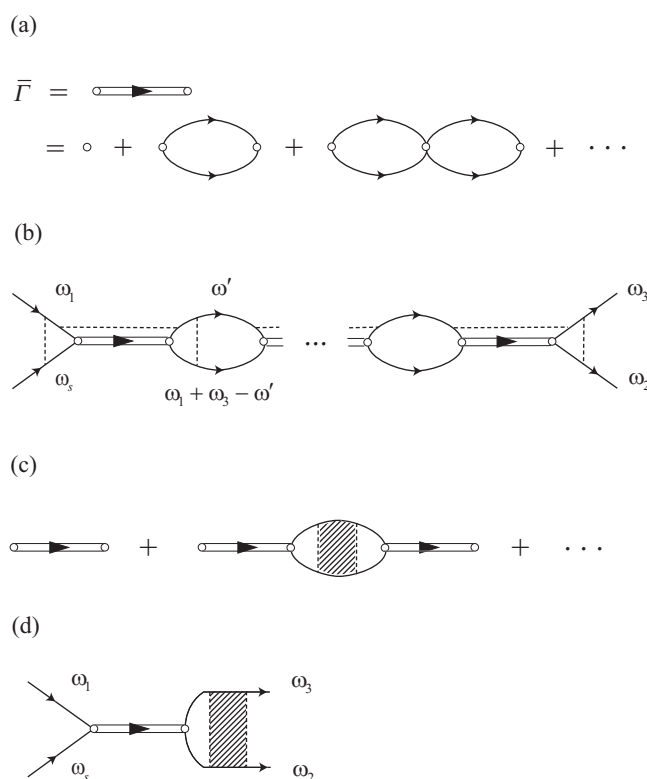 (a)
Γ̄ =
= + + + · · ·
(b)
ω₁ ω′ ω₃
...
ωₛ ω₁ + ω₃ − ω′ ω₂
(c)
+ + · · ·
(d)
ω₁ ω₃
ωₛ ω₂